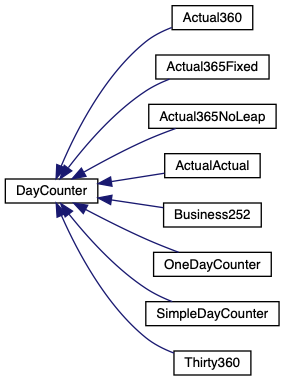 Actual360
Actual365Fixed
Actual365NoLeap
ActualActual
DayCounter
Business252
OneDayCounter
SimpleDayCounter
Thirty360